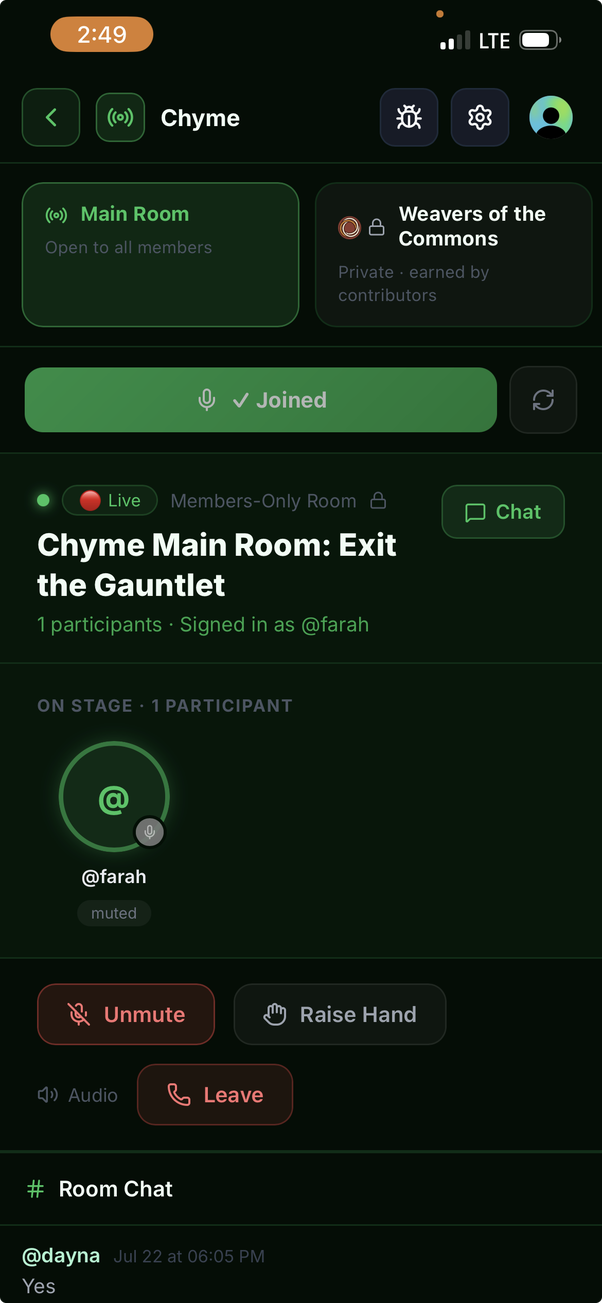 2:49
LTE
Chyme
Main Room
Open to all members
Weavers of the
Commons
Private · earned by
contributors
✓ Joined
Live
Members-Only Room
Chat
Chyme Main Room: Exit
the Gauntlet
1 participants · Signed in as @farah
ON STAGE · 1 PARTICIPANT
@
@farah
muted
Unmute
Raise Hand
Audio
Leave
# Room Chat
@dayna Jul 22 at 06:05 PM
Yes